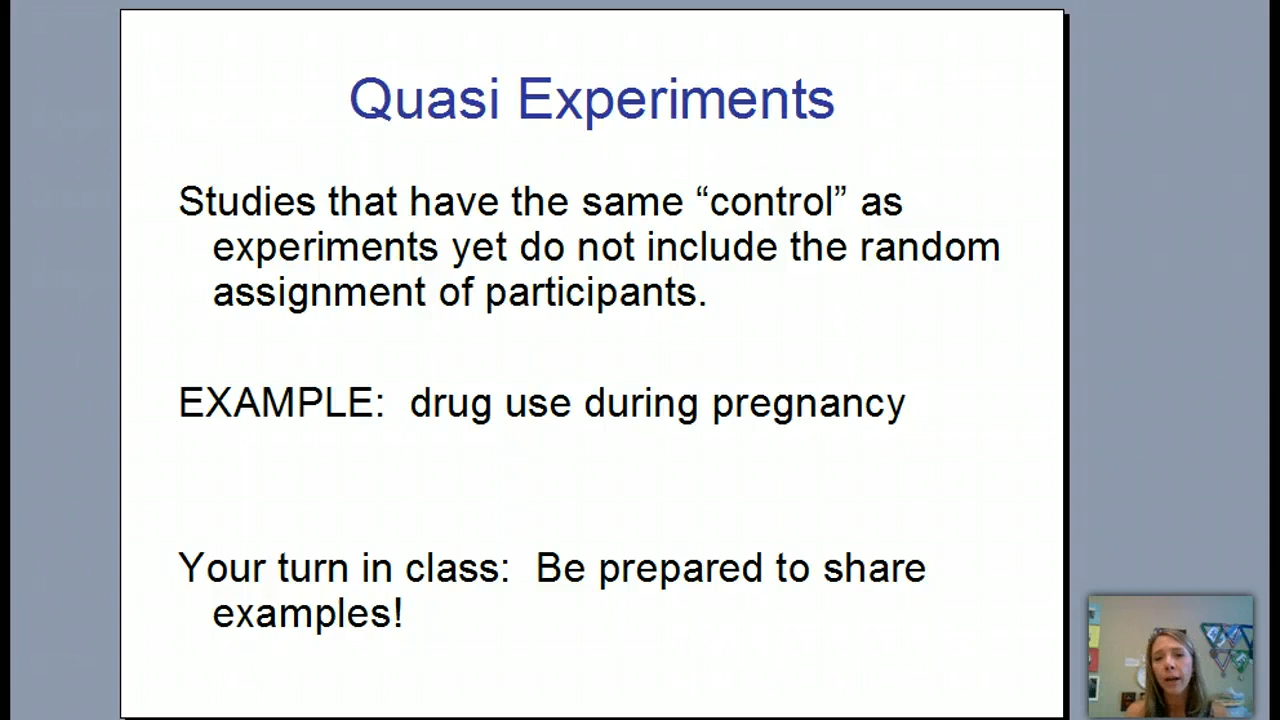 Quasi Experiments
Studies that have the same “control” as
experiments yet do not include the random
assignment of participants.
EXAMPLE:  drug use during pregnancy
Your turn in class:  Be prepared to share
examples!